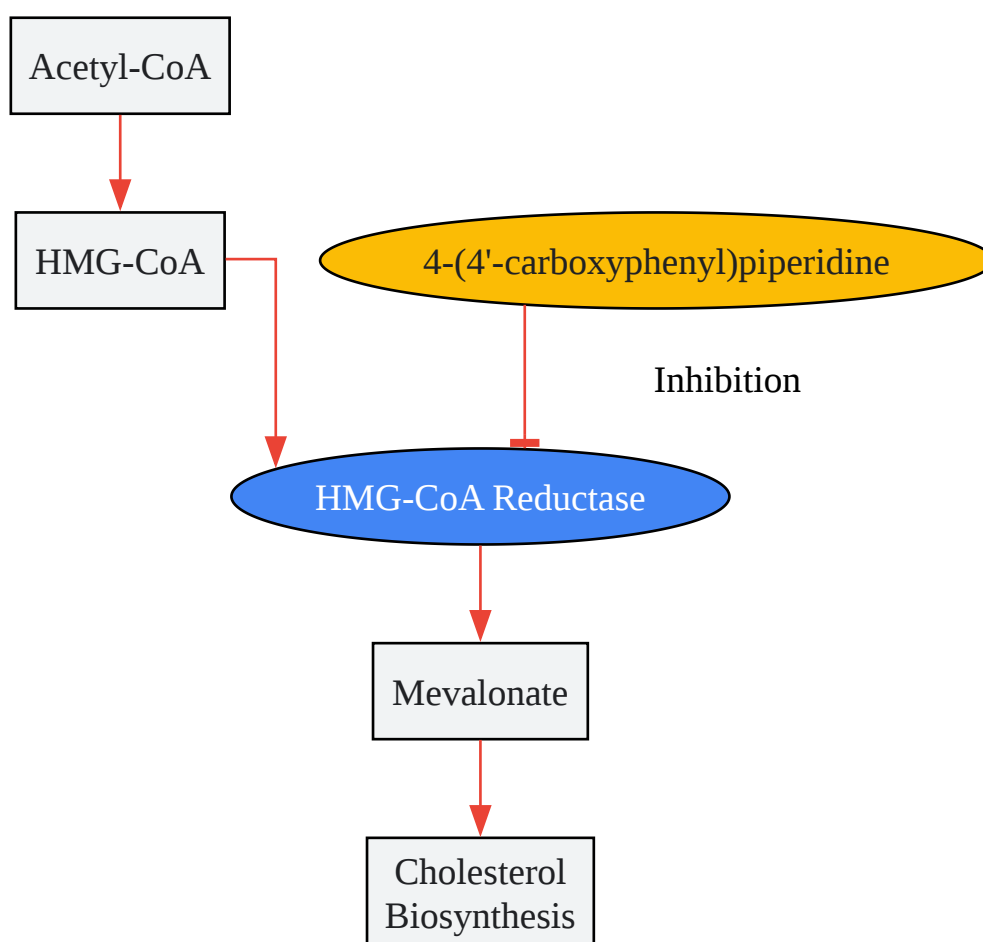 Acetyl-CoA
HMG-CoA
4-(4'-carboxyphenyl)piperidine
Inhibition
HMG-CoA Reductase
Mevalonate
Cholesterol
Biosynthesis